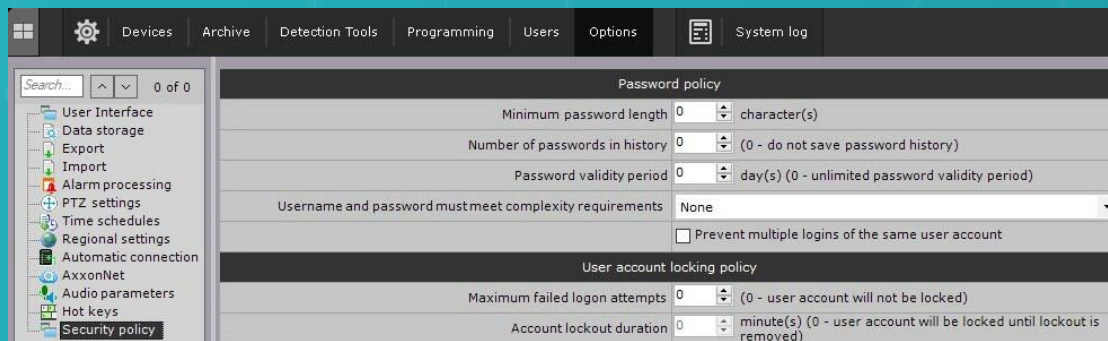 Devices Archive Detection Tools Programming Users Options System log
Search... 0 of 0
User Interface
Data storage
Export
Import
Alarm processing
PTZ settings
Time schedules
Regional settings
Automatic connection
AxxonNet
Audio parameters
Hot keys
Security policy
Password policy
Minimum password length 0 character(s)
Number of passwords in history 0 (0 - do not save password history)
Password validity period 0 day(s) (0 - unlimited password validity period)
Username and password must meet complexity requirements None
Prevent multiple logins of the same user account
User account locking policy
Maximum failed logon attempts 0 (0 - user account will not be locked)
Account lockout duration 0 minute(s) (0 - user account will be locked until lockout is
removed)